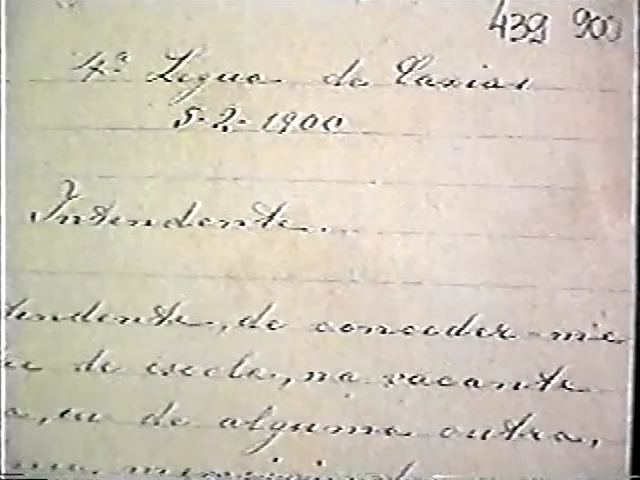 439 900
4ª Legua de Caxias
5-2-1900
Intendente.
tendente, de conceder-me
de escola, na vacante
a, ou de alguma outra,